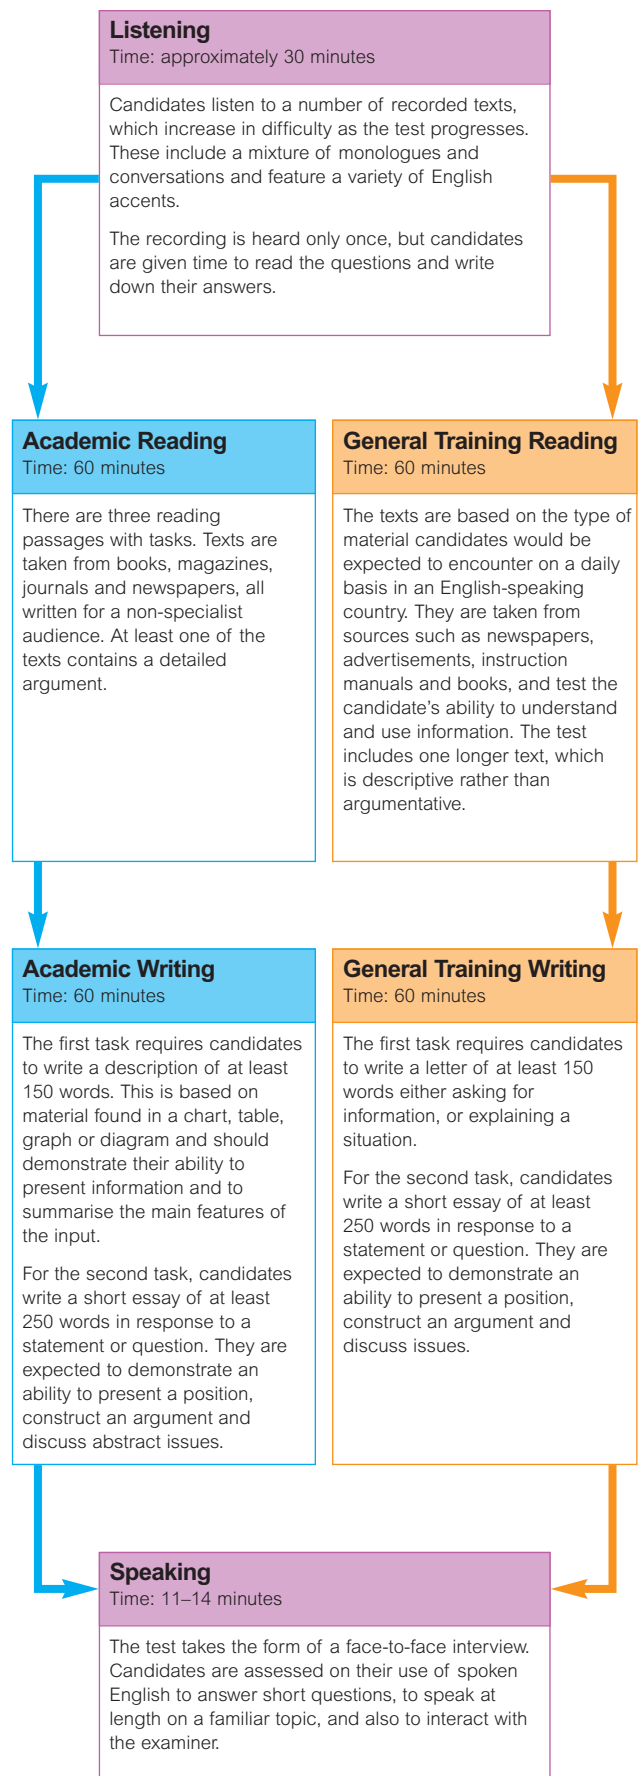 Listening
Time: approximately 30 minutes
Candidates listen to a number of recorded texts,
which increase in difficulty as the test progresses.
These include a mixture of monologues and
conversations and feature a variety of English
accents.
The recording is heard only once, but candidates
are given time to read the questions and write
down their answers.
Academic Reading
Time: 60 minutes
There are three reading
passages with tasks. Texts are
taken from books, magazines,
journals and newspapers, all
written for a non-specialist
audience. At least one of the
texts contains a detailed
argument.
General Training Reading
Time: 60 minutes
The texts are based on the type of
material candidates would be
expected to encounter on a daily
basis in an English-speaking
country. They are taken from
sources such as newspapers,
advertisements, instruction
manuals and books, and test the
candidate's ability to understand
and use information. The test
includes one longer text, which
is descriptive rather than
argumentative.
Academic Writing
Time: 60 minutes
The first task requires candidates
to write a description of at least
150 words. This is based on
material found in a chart, table,
graph or diagram and should
demonstrate their ability to
present information and to
summarise the main features of
the input.
For the second task, candidates
write a short essay of at least
250 words in response to a
statement or question. They are
expected to demonstrate an
ability to present a position,
construct an argument and
discuss abstract issues.
General Training Writing
Time: 60 minutes
The first task requires candidates
to write a letter of at least 150
words either asking for
information, or explaining a
situation.
For the second task, candidates
write a short essay of at least
250 words in response to a
statement or question. They are
expected to demonstrate an
ability to present a position,
construct an argument and
discuss issues.
Speaking
Time: 11–14 minutes
The test takes the form of a face-to-face interview.
Candidates are assessed on their use of spoken
English to answer short questions, to speak at
length on a familiar topic, and also to interact with
the examiner.